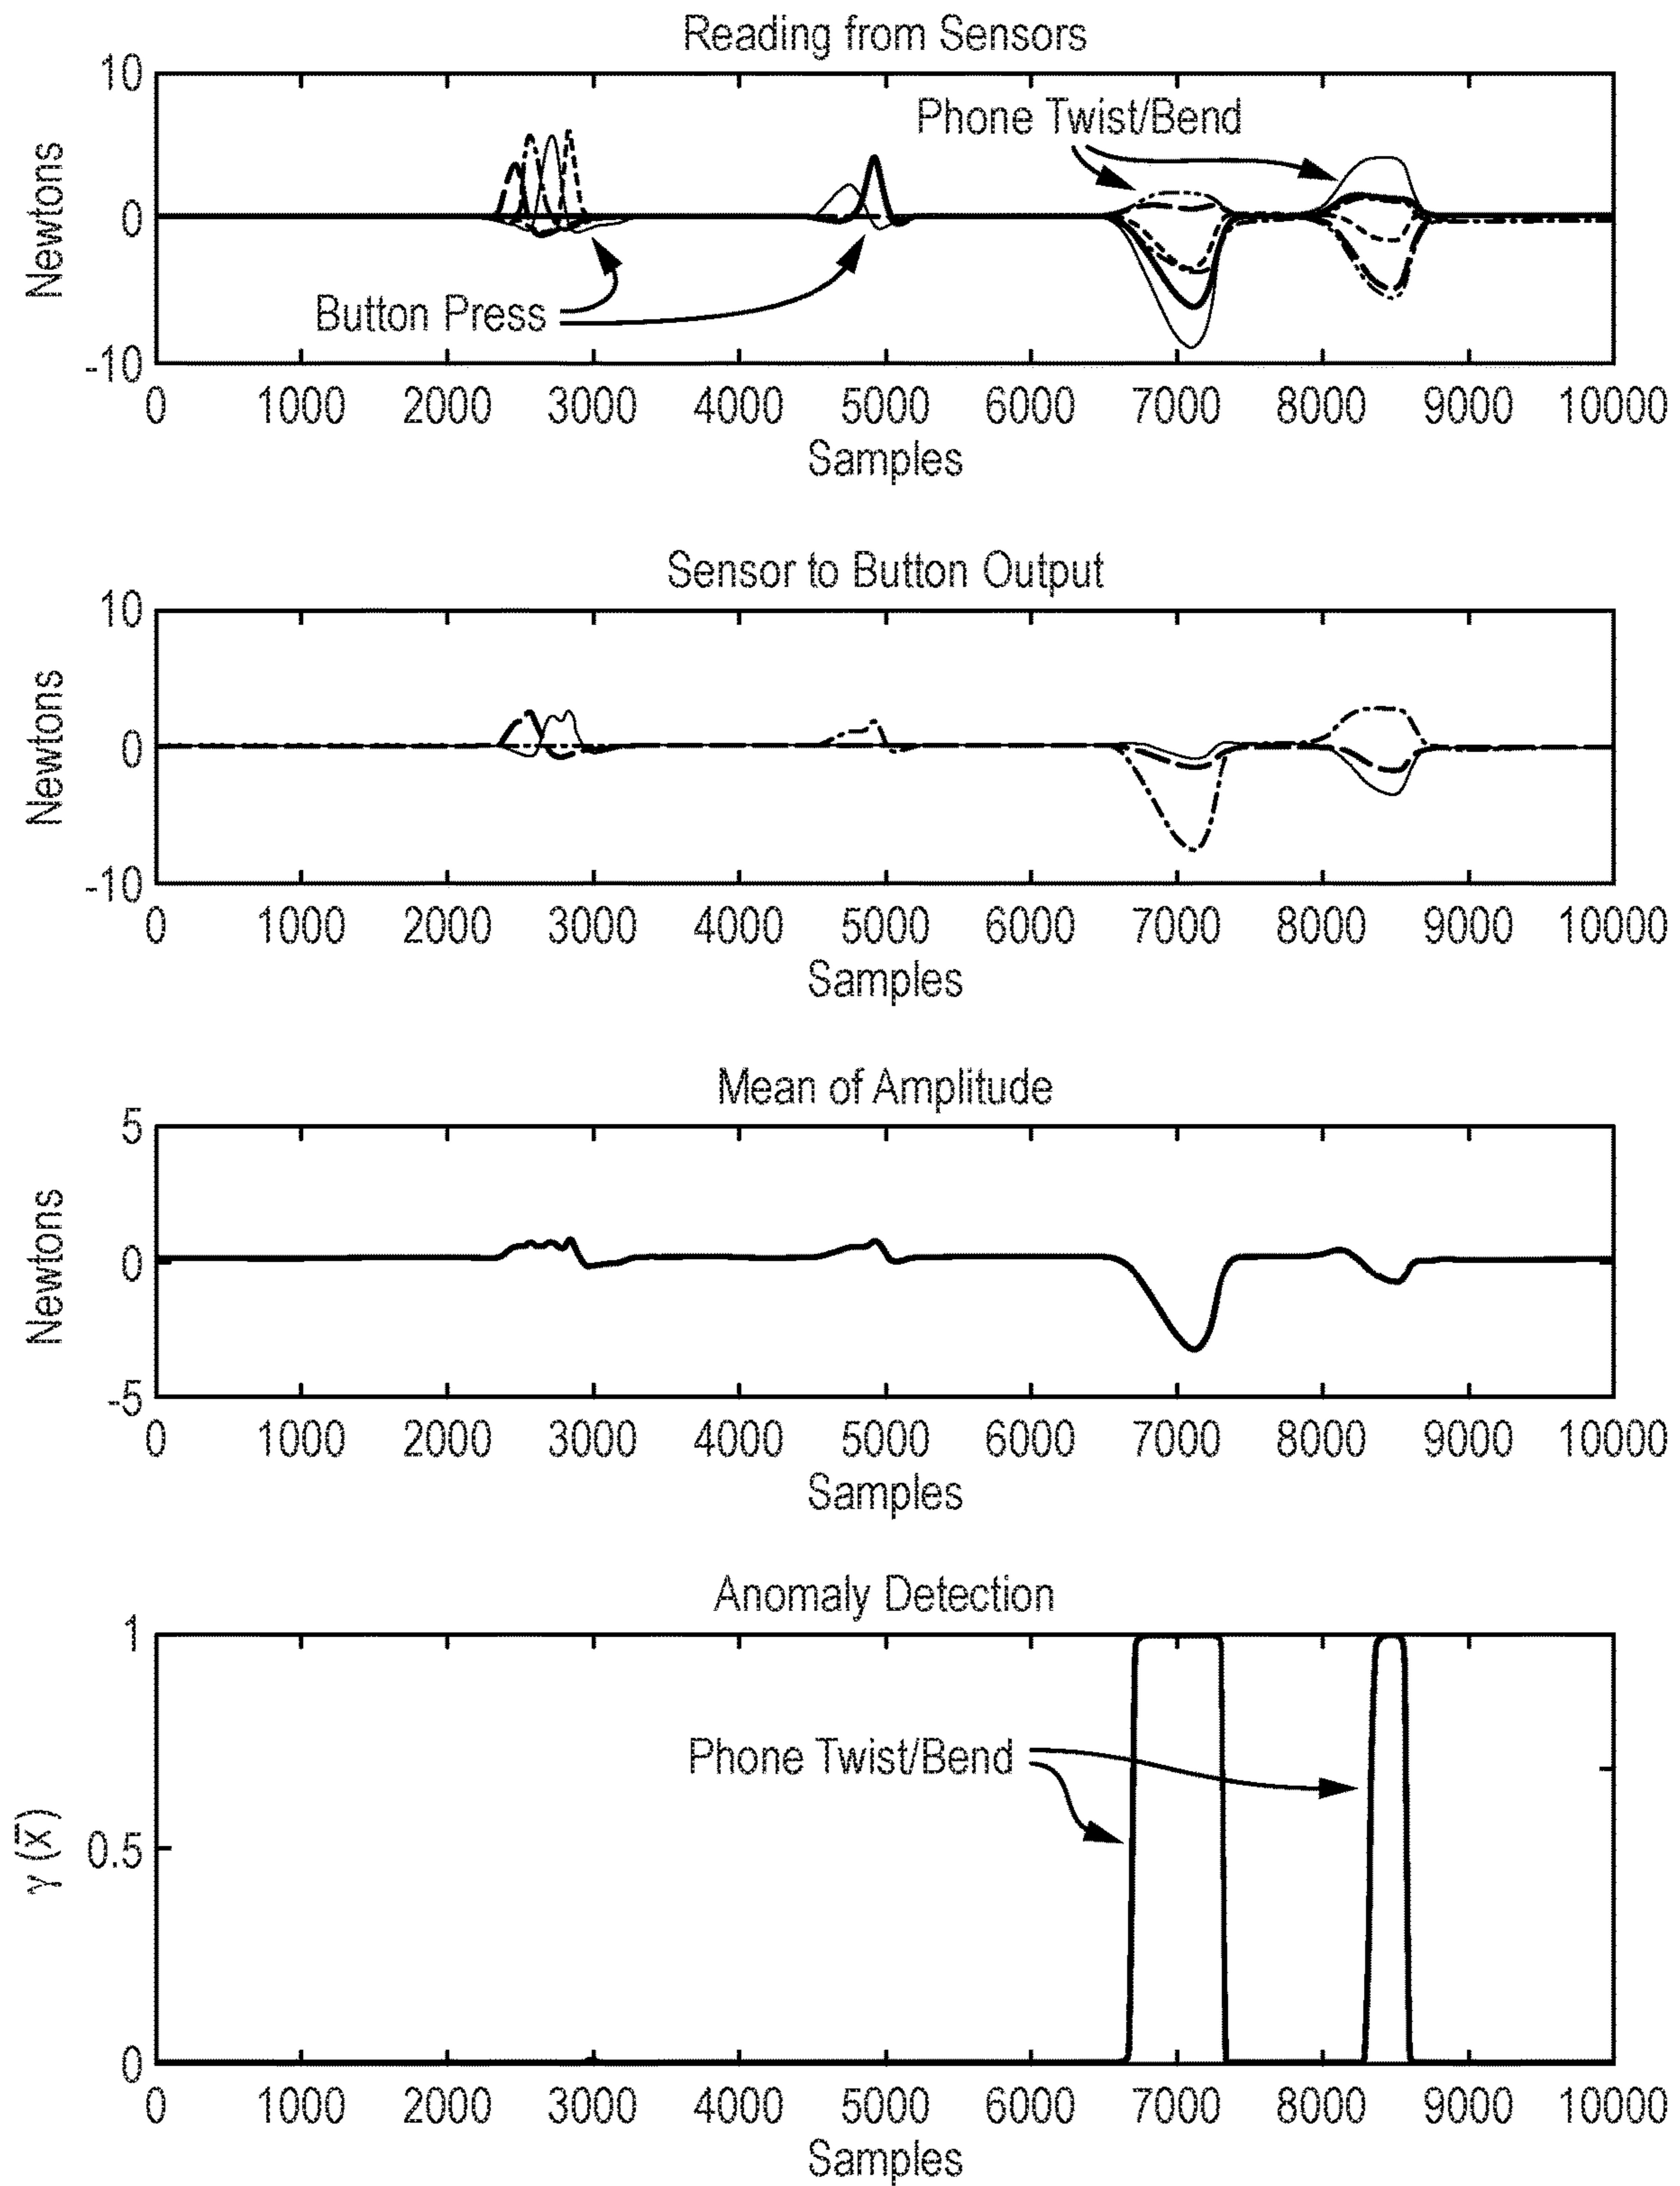 Reading from Sensors
10
Phone Twist/Bend
Newtons
0
Button Press
-10
0 1000 2000 3000 4000 5000 6000 7000 8000 9000 10000
Samples
Sensor to Button Output
10
Newtons
0
-10
0 1000 2000 3000 4000 5000 6000 7000 8000 9000 10000
Samples
Mean of Amplitude
5
Newtons
0
-5
0 1000 2000 3000 4000 5000 6000 7000 8000 9000 10000
Samples
Anomaly Detection
1
Phone Twist/Bend
γ (x̅)
0.5
0
0 1000 2000 3000 4000 5000 6000 7000 8000 9000 10000
Samples